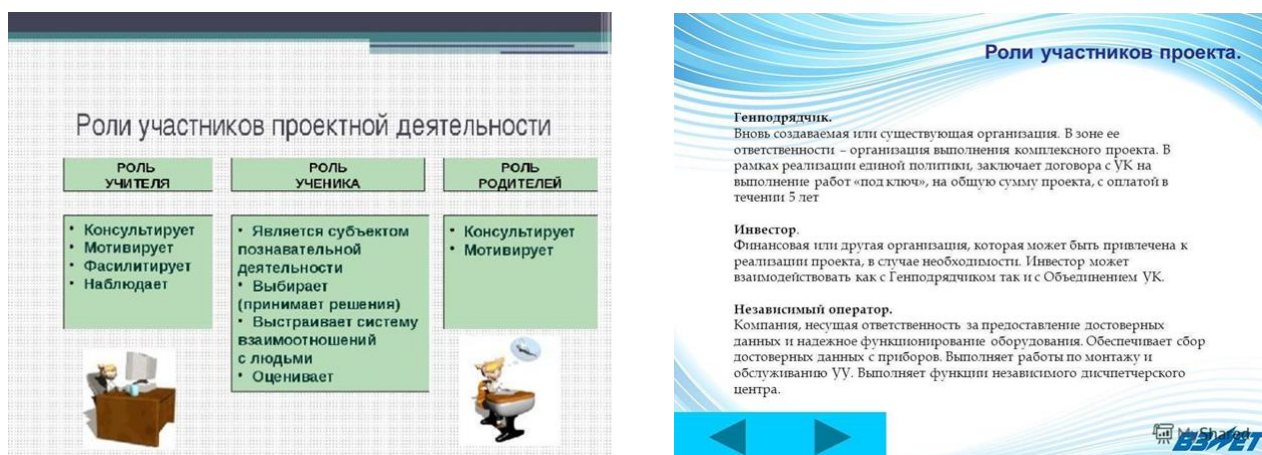 Роли участников проектной деятельности
РОЛЬ
УЧИТЕЛЯ
РОЛЬ
УЧЕНИКА
РОЛЬ
РОДИТЕЛЕЙ
• Консультирует
• Мотивирует
• Фасилитирует
• Наблюдает
• Является субъектом
познавательной
деятельности
• Выбирает
(принимает решения)
• Выстраивает систему
взаимоотношений
с людьми
• Оценивает
• Консультирует
• Мотивирует
Роли участников проекта.
Генподрядчик.
Вновь создаваемая или существующая организация. В зоне ее
ответственности – организация выполнения комплексного проекта. В
рамках реализации единой политики, заключает договора с УК на
выполнение работ «под ключ», на общую сумму проекта, с оплатой в
течении 5 лет
Инвестор.
Финансовая или другая организация, которая может быть привлечена к
реализации проекта, в случае необходимости. Инвестор может
взаимодействовать как с Генподрядчиком так и с Объединением УК.
Независимый оператор.
Компания, несущая ответственность за предоставление достоверных
данных и надежное функционирование оборудования. Обеспечивает сбор
достоверных данных с приборов. Выполняет работы по монтажу и
обслуживанию УУ. Выполняет функции независимого диспетчерского
центра.
MyShared
ВЗЛЕТ